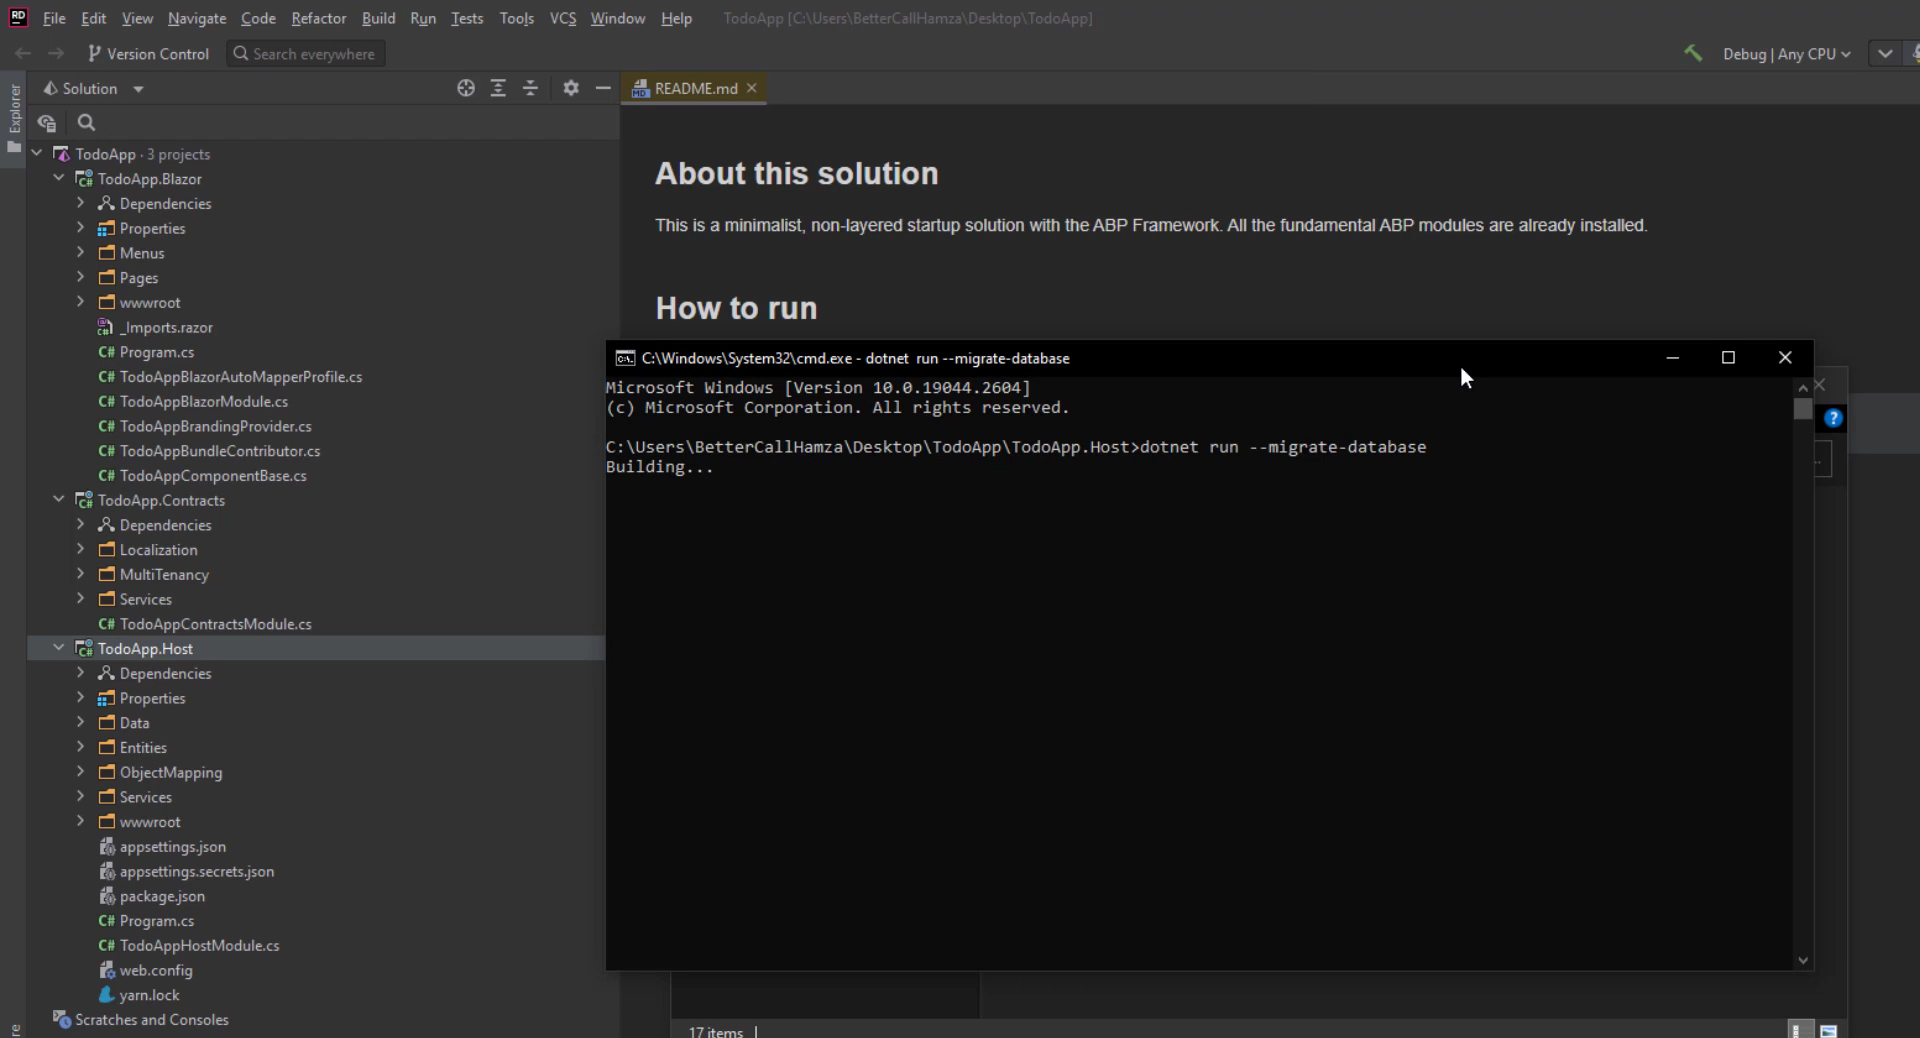 RD File Edit View Navigate Code Refactor Build Run Tests Tools VCS Window Help TodoApp [C:\Users\BetterCallHamza\Desktop\TodoApp]
Version Control Search everywhere Debug | Any CPU
Explorer
Solution
README.md
TodoApp · 3 projects
TodoApp.Blazor
Dependencies
Properties
Menus
Pages
wwwroot
_Imports.razor
C# Program.cs
C# TodoAppBlazorAutoMapperProfile.cs
C# TodoAppBlazorModule.cs
C# TodoAppBrandingProvider.cs
C# TodoAppBundleContributor.cs
C# TodoAppComponentBase.cs
TodoApp.Contracts
Dependencies
Localization
MultiTenancy
Services
C# TodoAppContractsModule.cs
TodoApp.Host
Dependencies
Properties
Data
Entities
ObjectMapping
Services
wwwroot
appsettings.json
appsettings.secrets.json
package.json
C# Program.cs
C# TodoAppHostModule.cs
web.config
yarn.lock
Scratches and Consoles
About this solution
This is a minimalist, non-layered startup solution with the ABP Framework. All the fundamental ABP modules are already installed.
How to run
C:\Windows\System32\cmd.exe - dotnet  run --migrate-database
Microsoft Windows [Version 10.0.19044.2604]
(c) Microsoft Corporation. All rights reserved.
C:\Users\BetterCallHamza\Desktop\TodoApp\TodoApp.Host>dotnet run --migrate-database
Building...
17 items